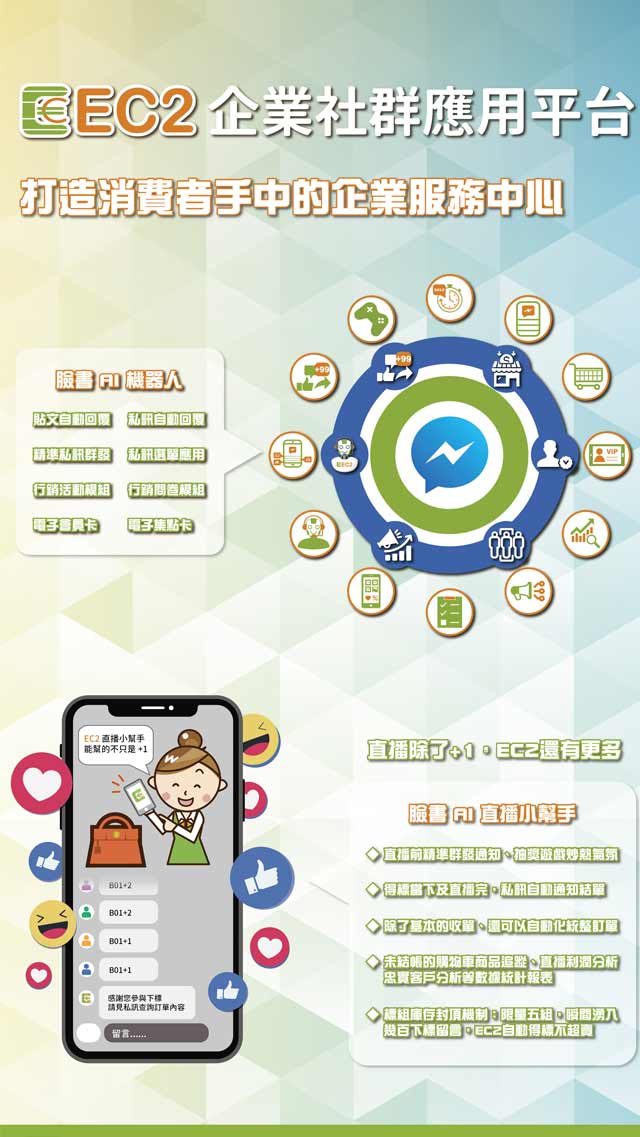 EC2 企業社群應用平台
打造消費者手中的企業服務中心
臉書 AI 機器人
貼文自動回覆 私訊自動回覆
精準私訊群發 私訊選單應用
行銷活動模組 行銷問卷模組
電子會員卡 電子集點卡
SALE
+99
+99
$
VIP
EC2
%
EC2 直播小幫手
能幫的不只是 +1
B01+2
B01+2
B01+1
B01+1
感謝您參與下標
請見私訊查詢訂單內容
留言......
直播除了+1，EC2還有更多
臉書 AI 直播小幫手
直播前精準群發通知、抽獎遊戲炒熱氣氛
得標當下及直播完，私訊自動通知結單
除了基本的收單、還可以自動化統整訂單
未結帳的購物車商品追蹤、直播利潤分析
忠實客戶分析等數據統計報表
標組庫存封頂機制：限量五組，瞬間湧入
幾百下標留言，EC2自動得標不超賣